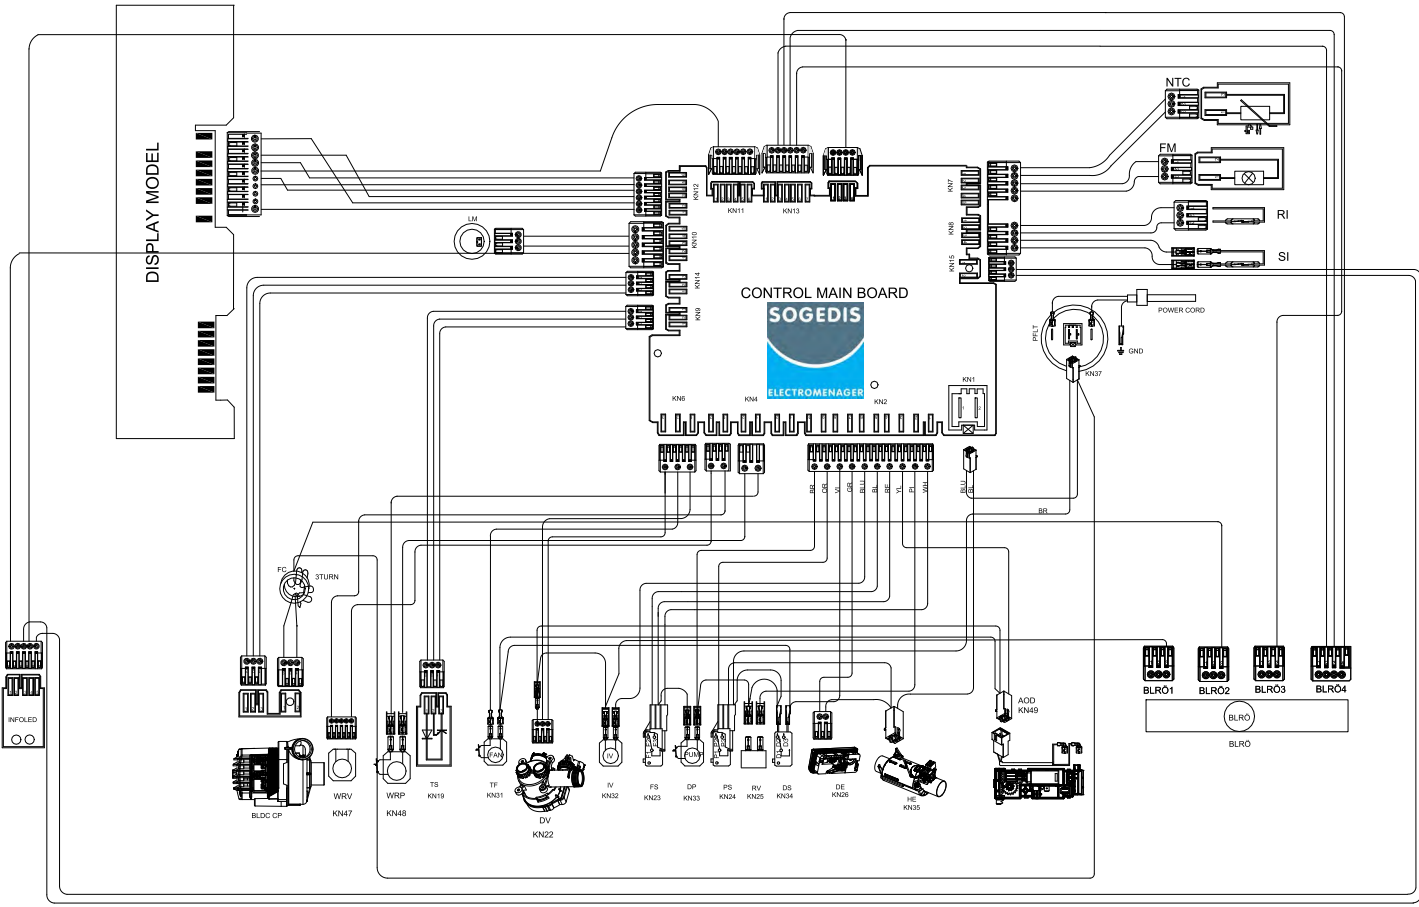 DISPLAY MODEL
NTC
FM
RI
SI
LM
KN12
KN11
KN13
KN7
KN8
KN15
KN10
KN14
KN9
CONTROL MAIN BOARD
SOGEDIS
ELECTROMENAGER
POWER CORD
PFLT
GND
KN37
KN6
KN4
KN2
KN1
1
2
BR
OR
VI
GR
BLU
BL
RE
YL
PI
WH
BLU
BL
BR
FC
3TURN
INFOLED
BLDC CP
WRV
KN47
WRP
KN48
TS
KN19
FAN
TF
KN31
DV
KN22
IV
IV
KN32
FS
KN23
PUMP
DP
KN33
PS
KN24
RV
KN25
DS
KN34
DE
KN26
HE
KN35
AOD
KN49
BLRÖ1
BLRÖ2
BLRÖ3
BLRÖ4
BLRÖ
BLRÖ